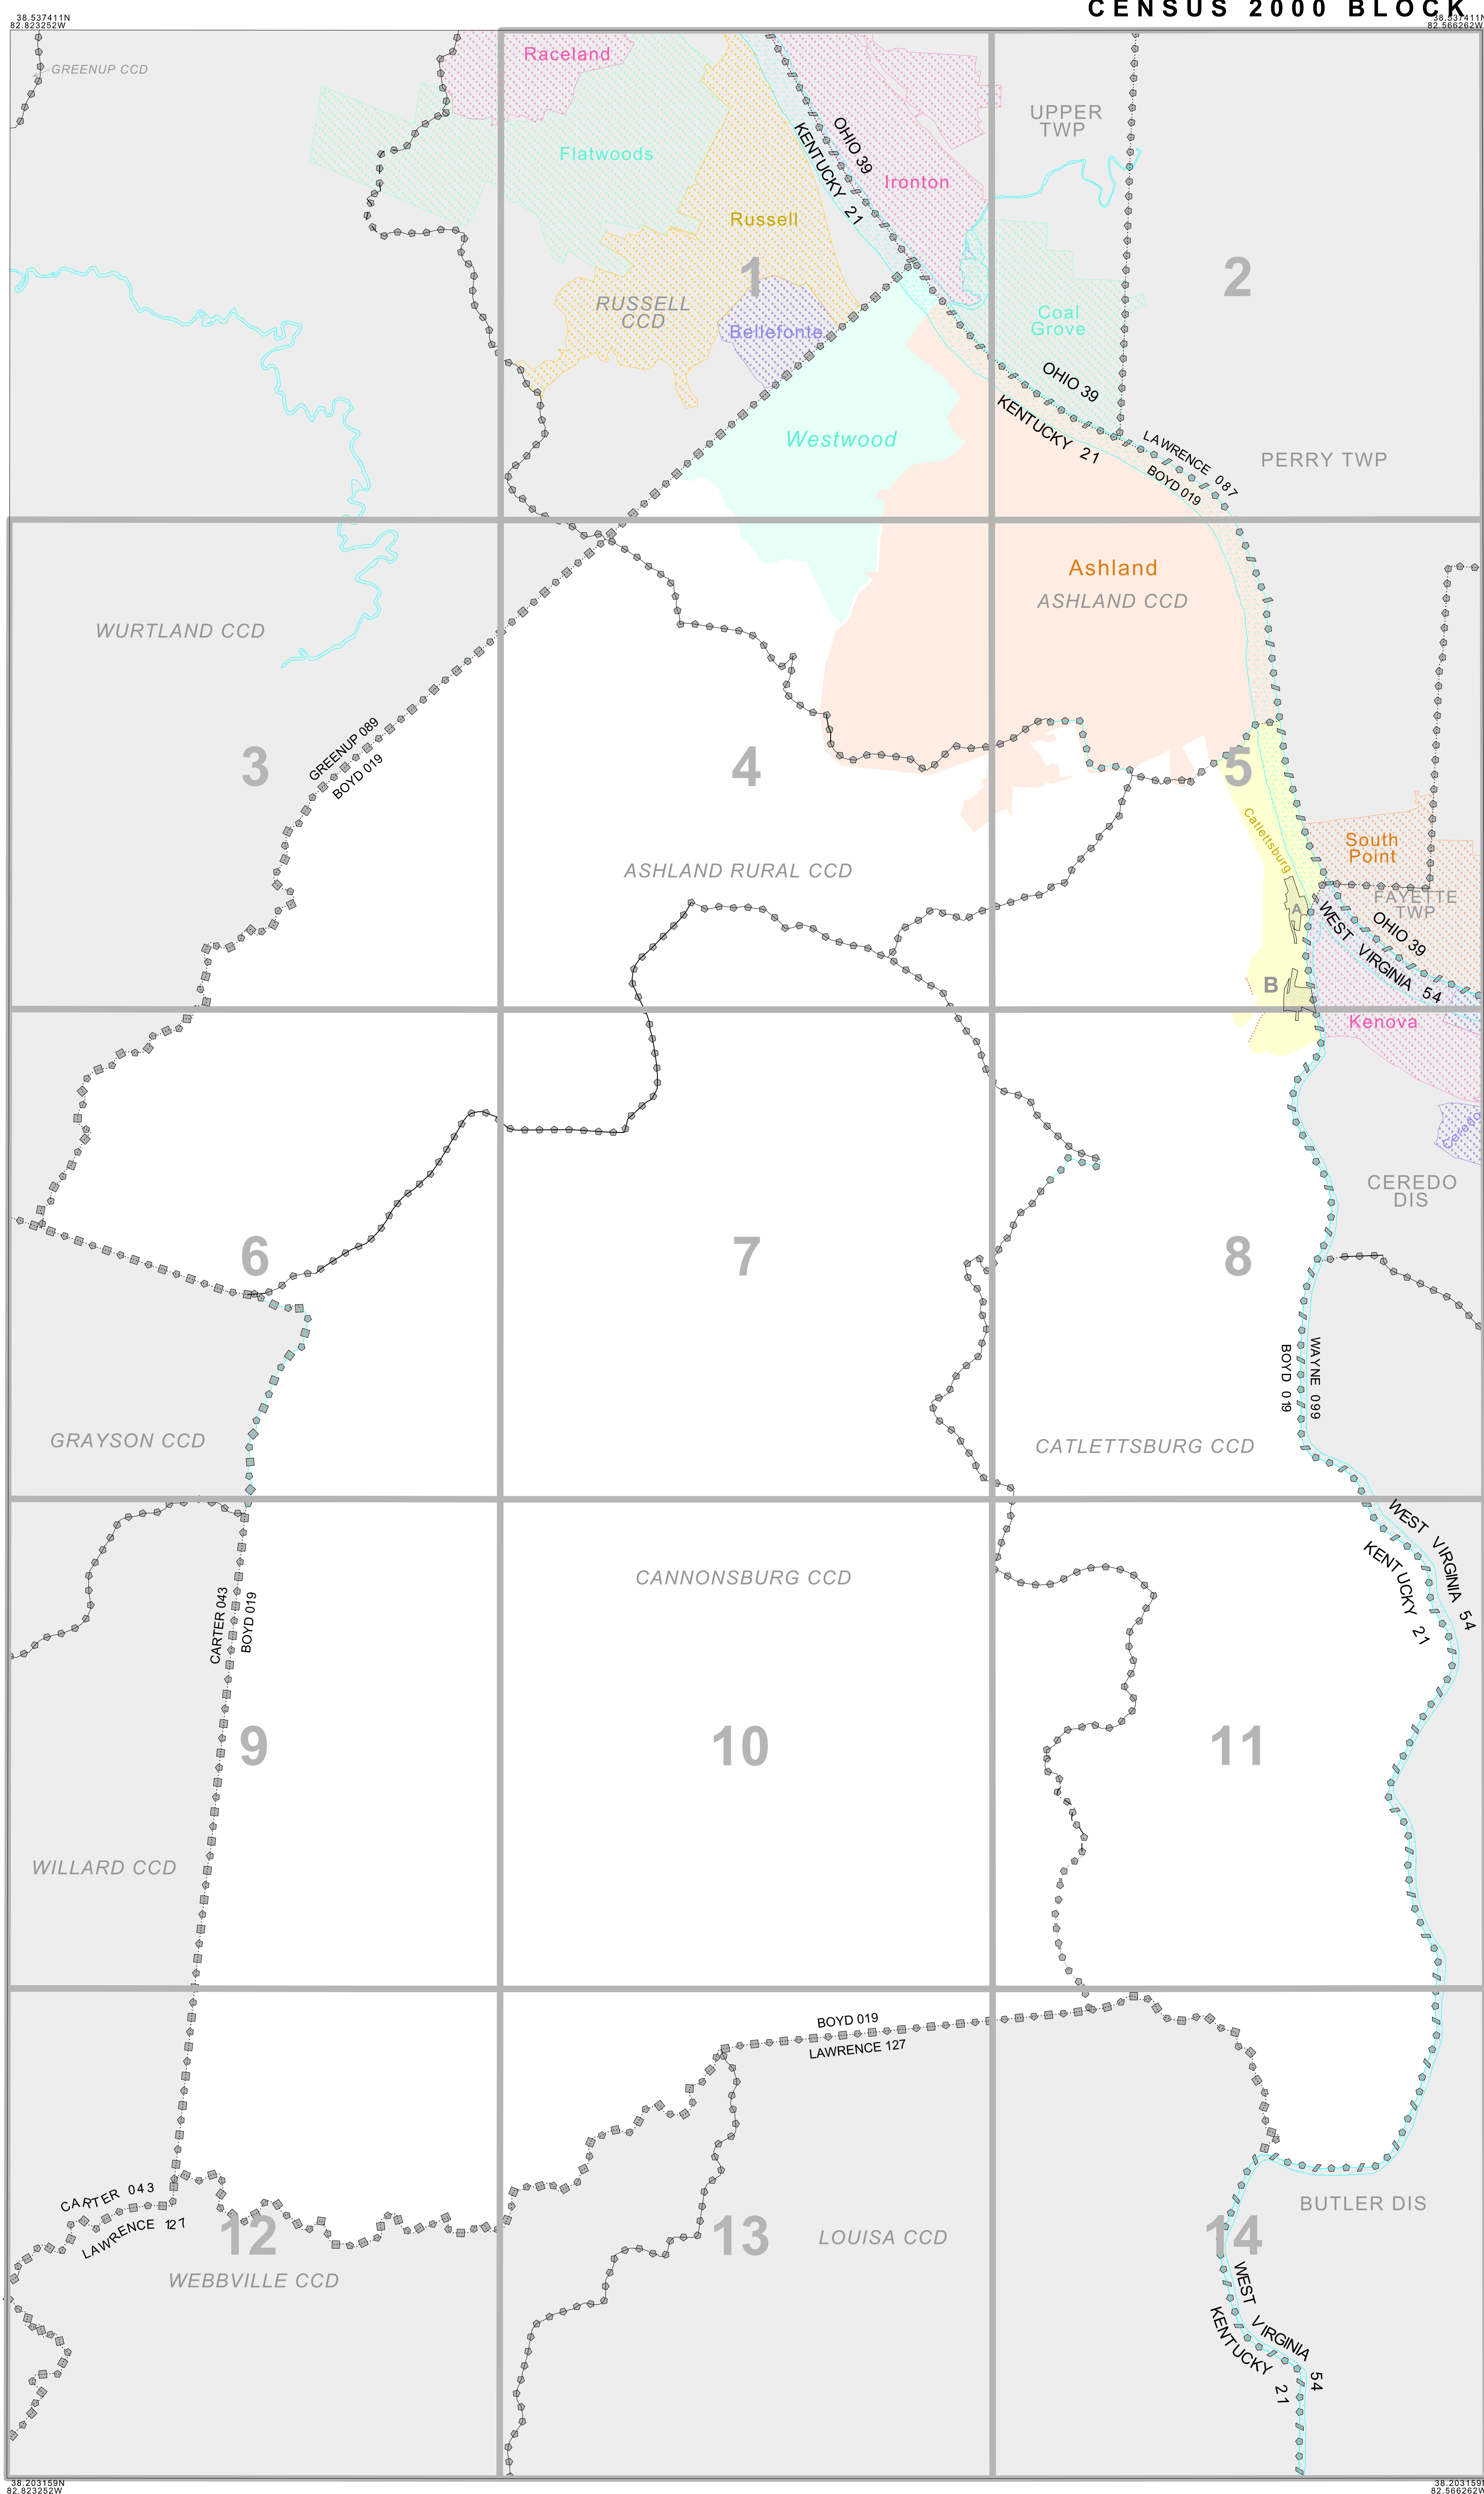 CENSUS 2000 BLOCK
38.537411N
82.823252W
38.537411N
82.566262W
GREENUP CCD
Raceland
UPPER
TWP
Flatwoods
OHIO 39
KENTUCKY 21
Ironton
Russell
1
2
RUSSELL
CCD
Bellefonte
Coal
Grove
OHIO 39
KENTUCKY 21
Westwood
LAWRENCE 087
BOYD 019
PERRY TWP
Ashland
ASHLAND CCD
WURTLAND CCD
GREENUP 089
BOYD 019
3
4
5
Catlettsburg
South
Point
ASHLAND RURAL CCD
FAYETTE
TWP
A
WEST VIRGINIA 54
OHIO 39
B
Kenova
Ceredo
CEREDO
DIS
6
7
8
BOYD 019
WAYNE 099
GRAYSON CCD
CATLETTSBURG CCD
WEST VIRGINIA 54
KENTUCKY 21
CANNONSBURG CCD
CARTER 043
BOYD 019
9
10
11
WILLARD CCD
BOYD 019
LAWRENCE 127
CARTER 043
LAWRENCE 127
BUTLER DIS
12
13
LOUISA CCD
14
WEBBVILLE CCD
WEST VIRGINIA 54
KENTUCKY 21
38.203159N
82.823252W
38.203159N
82.566262W